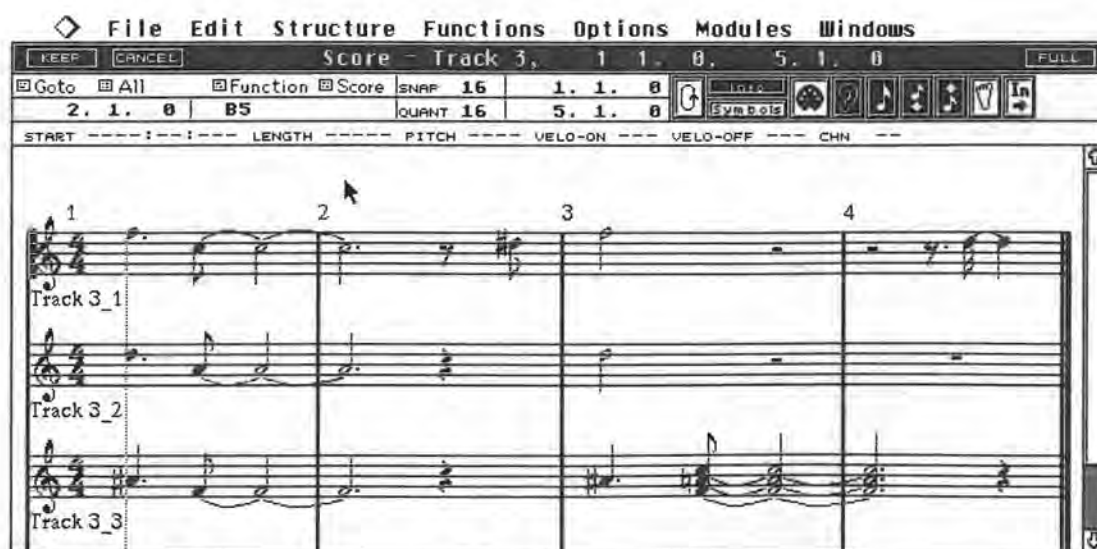 File Edit Structure Functions Options Modules Windows
KEEP CANCEL Score - Track 3, 1 1. 0, 5. 1. 0 FULL
Goto All Function Score SNAP 16 1. 1. 0 Info In
2. 1. 0 B5 QUANT 16 5. 1. 0 Symbols
START ----:--:--- LENGTH ----- PITCH ---- VELO-ON --- VELO-OFF --- CHN --
1 2 3 4
Track 3_1
Track 3_2
Track 3_3